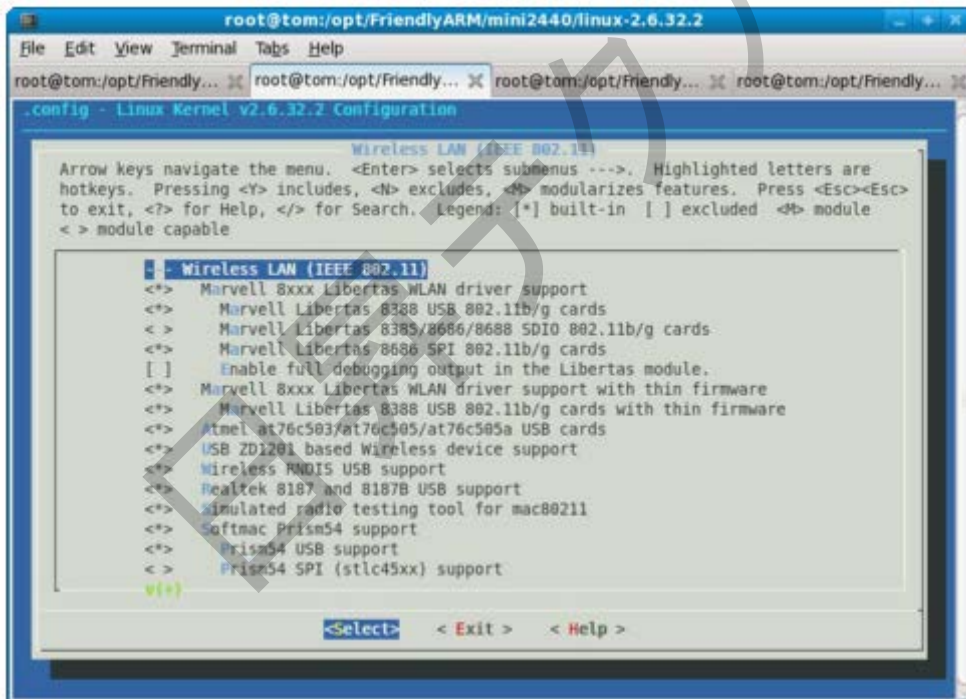 root@tom:/opt/FriendlyARM/mini2440/linux-2.6.32.2
File Edit View Terminal Tabs Help
root@tom:/opt/Friendly... root@tom:/opt/Friendly... root@tom:/opt/Friendly... root@tom:/opt/Friendly...
.config - Linux Kernel v2.6.32.2 Configuration
Wireless LAN (IEEE 802.11)
Arrow keys navigate the menu. <Enter> selects submenus --->. Highlighted letters are
hotkeys. Pressing <Y> includes, <N> excludes, <M> modularizes features. Press <Esc><Esc>
to exit, <?> for Help, </> for Search. Legend: [*] built-in [ ] excluded <M> module
< > module capable
--- Wireless LAN (IEEE 802.11)
<*> Marvell 8xxx Libertas WLAN driver support
<*> Marvell Libertas 8388 USB 802.11b/g cards
< > Marvell Libertas 8385/8686/8688 SDIO 802.11b/g cards
<*> Marvell Libertas 8686 SPI 802.11b/g cards
[ ] Enable full debugging output in the Libertas module.
<*> Marvell 8xxx Libertas WLAN driver support with thin firmware
<*> Marvell Libertas 8388 USB 802.11b/g cards with thin firmware
<*> Atmel at76c503/at76c505/at76c505a USB cards
<*> USB ZD1201 based Wireless device support
<*> Wireless RNDIS USB support
<*> Realtek 8187 and 8187B USB support
<*> Simulated radio testing tool for mac80211
<*> Softmac Prism54 support
<*> Prism54 USB support
< > Prism54 SPI (stlc45xx) support
v(+)
<Select> < Exit > < Help >